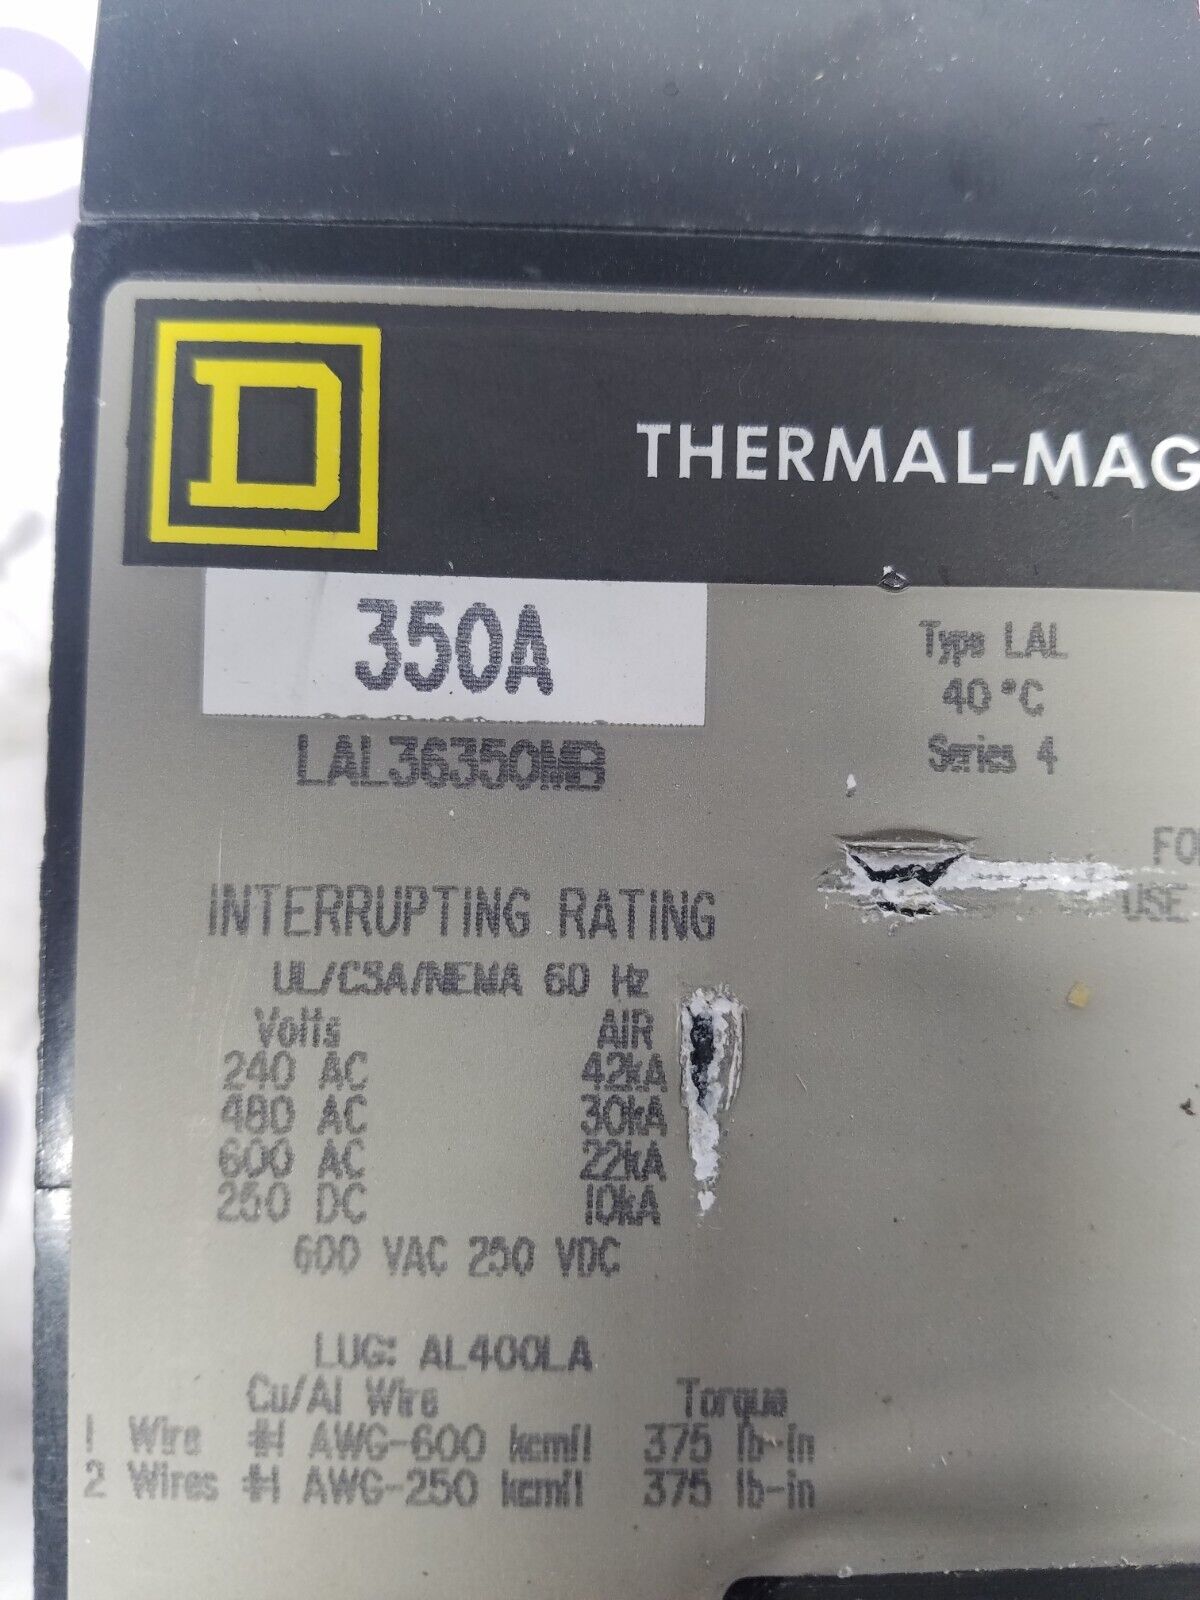 e
D
THERMAL-MAG
350A
LAL36350MB
Type LAL
40°C
Series 4
FO
USE
INTERRUPTING RATING
UL/CSA/NEMA 60 Hz
Volts AIR
240 AC 42kA
480 AC 30kA
600 AC 22kA
250 DC 10kA
600 VAC 250 VDC
LUG: AL400LA
Cu/Al Wire Torque
1 Wire #1 AWG-600 kcmil 375 lb-in
2 Wires #1 AWG-250 kcmil 375 lb-in